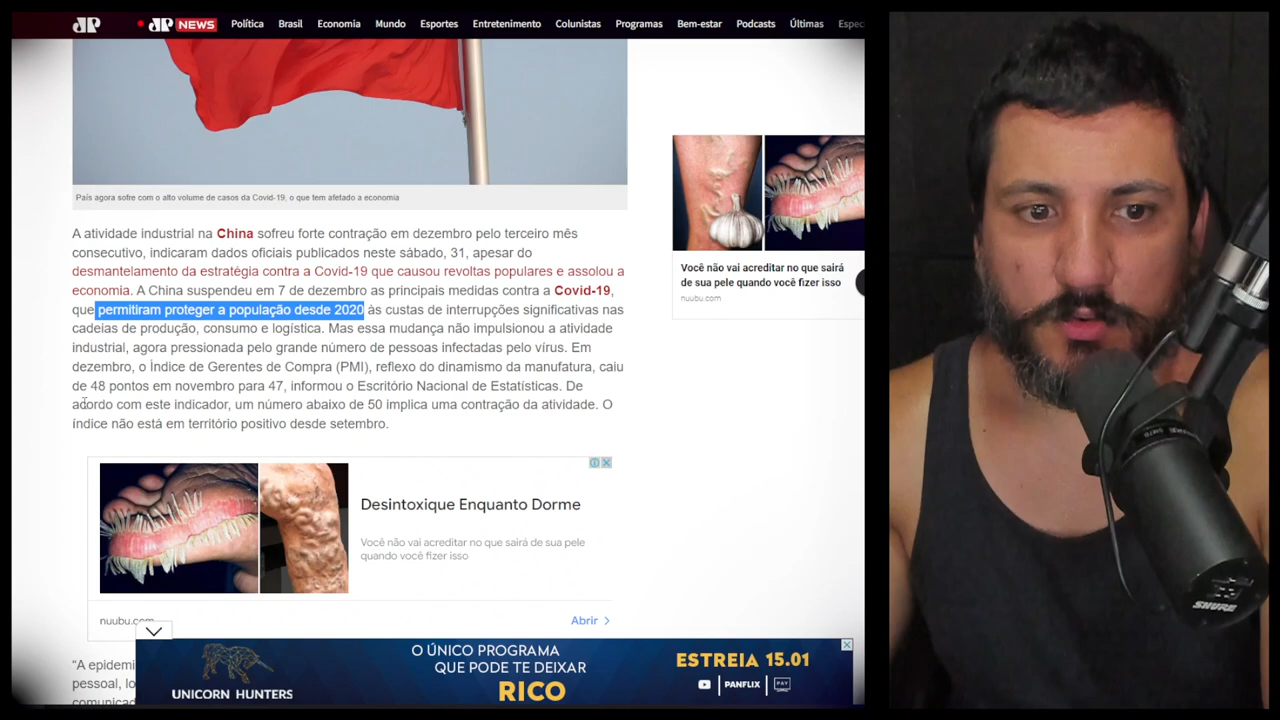 JP
JP NEWS
Política
Brasil
Economia
Mundo
Esportes
Entretenimento
Colunistas
Programas
Bem-estar
Podcasts
Últimas
Espec
País agora sofre com o alto volume de casos da Covid-19, o que tem afetado a economia
A atividade industrial na China sofreu forte contração em dezembro pelo terceiro mês
consecutivo, indicaram dados oficiais publicados neste sábado, 31, apesar do
desmantelamento da estratégia contra a Covid-19 que causou revoltas populares e assolou a
economia. A China suspendeu em 7 de dezembro as principais medidas contra a Covid-19,
que permitiram proteger a população desde 2020 às custas de interrupções significativas nas
cadeias de produção, consumo e logística. Mas essa mudança não impulsionou a atividade
industrial, agora pressionada pelo grande número de pessoas infectadas pelo vírus. Em
dezembro, o Índice de Gerentes de Compra (PMI), reflexo do dinamismo da manufatura, caiu
de 48 pontos em novembro para 47, informou o Escritório Nacional de Estatísticas. De
acordo com este indicador, um número abaixo de 50 implica uma contração da atividade. O
índice não está em território positivo desde setembro.
Você não vai acreditar no que sairá
de sua pele quando você fizer isso
nuubu.com
Desintoxique Enquanto Dorme
Você não vai acreditar no que sairá de sua pele
quando você fizer isso
nuubu.com
Abrir
“A epidemi
pessoal, lo
comunicad
UNICORN HUNTERS
O ÚNICO PROGRAMA
QUE PODE TE DEIXAR
RICO
ESTREIA 15.01
PANFLIX
PAY
SHURE